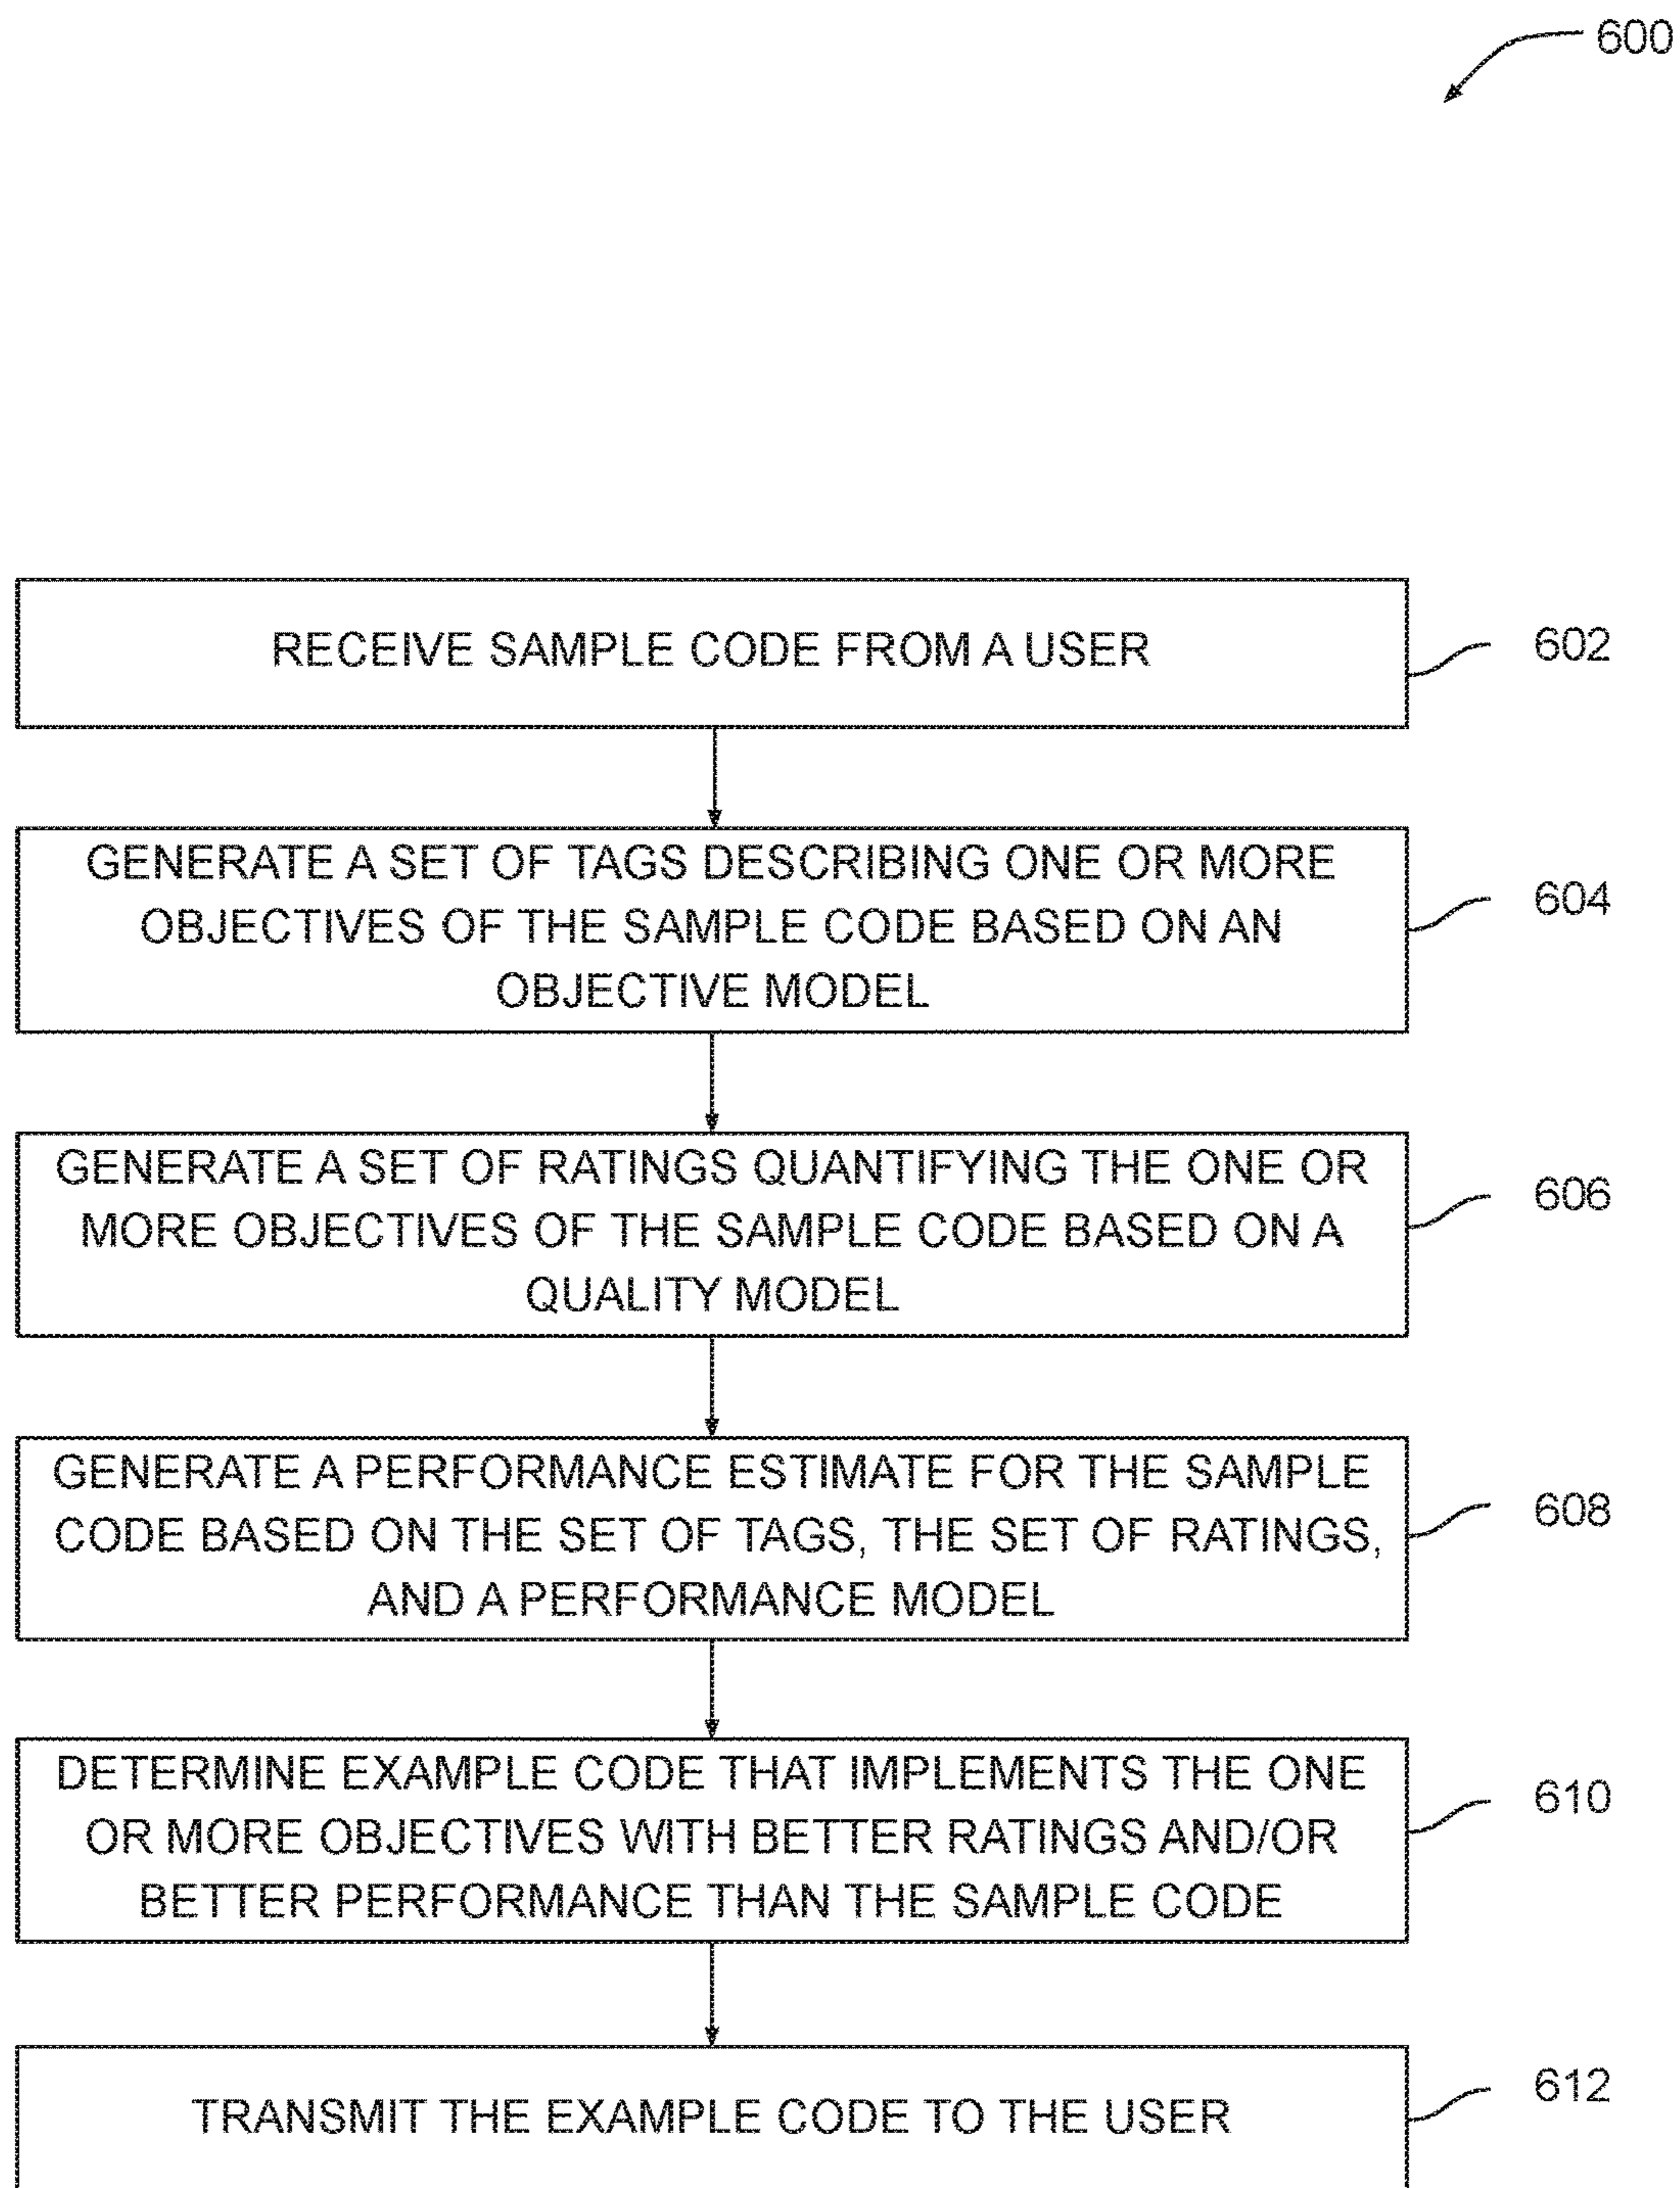 600
RECEIVE SAMPLE CODE FROM A USER
602
GENERATE A SET OF TAGS DESCRIBING ONE OR MORE
OBJECTIVES OF THE SAMPLE CODE BASED ON AN
OBJECTIVE MODEL
604
GENERATE A SET OF RATINGS QUANTIFYING THE ONE OR
MORE OBJECTIVES OF THE SAMPLE CODE BASED ON A
QUALITY MODEL
606
GENERATE A PERFORMANCE ESTIMATE FOR THE SAMPLE
CODE BASED ON THE SET OF TAGS, THE SET OF RATINGS,
AND A PERFORMANCE MODEL
608
DETERMINE EXAMPLE CODE THAT IMPLEMENTS THE ONE
OR MORE OBJECTIVES WITH BETTER RATINGS AND/OR
BETTER PERFORMANCE THAN THE SAMPLE CODE
610
TRANSMIT THE EXAMPLE CODE TO THE USER
612